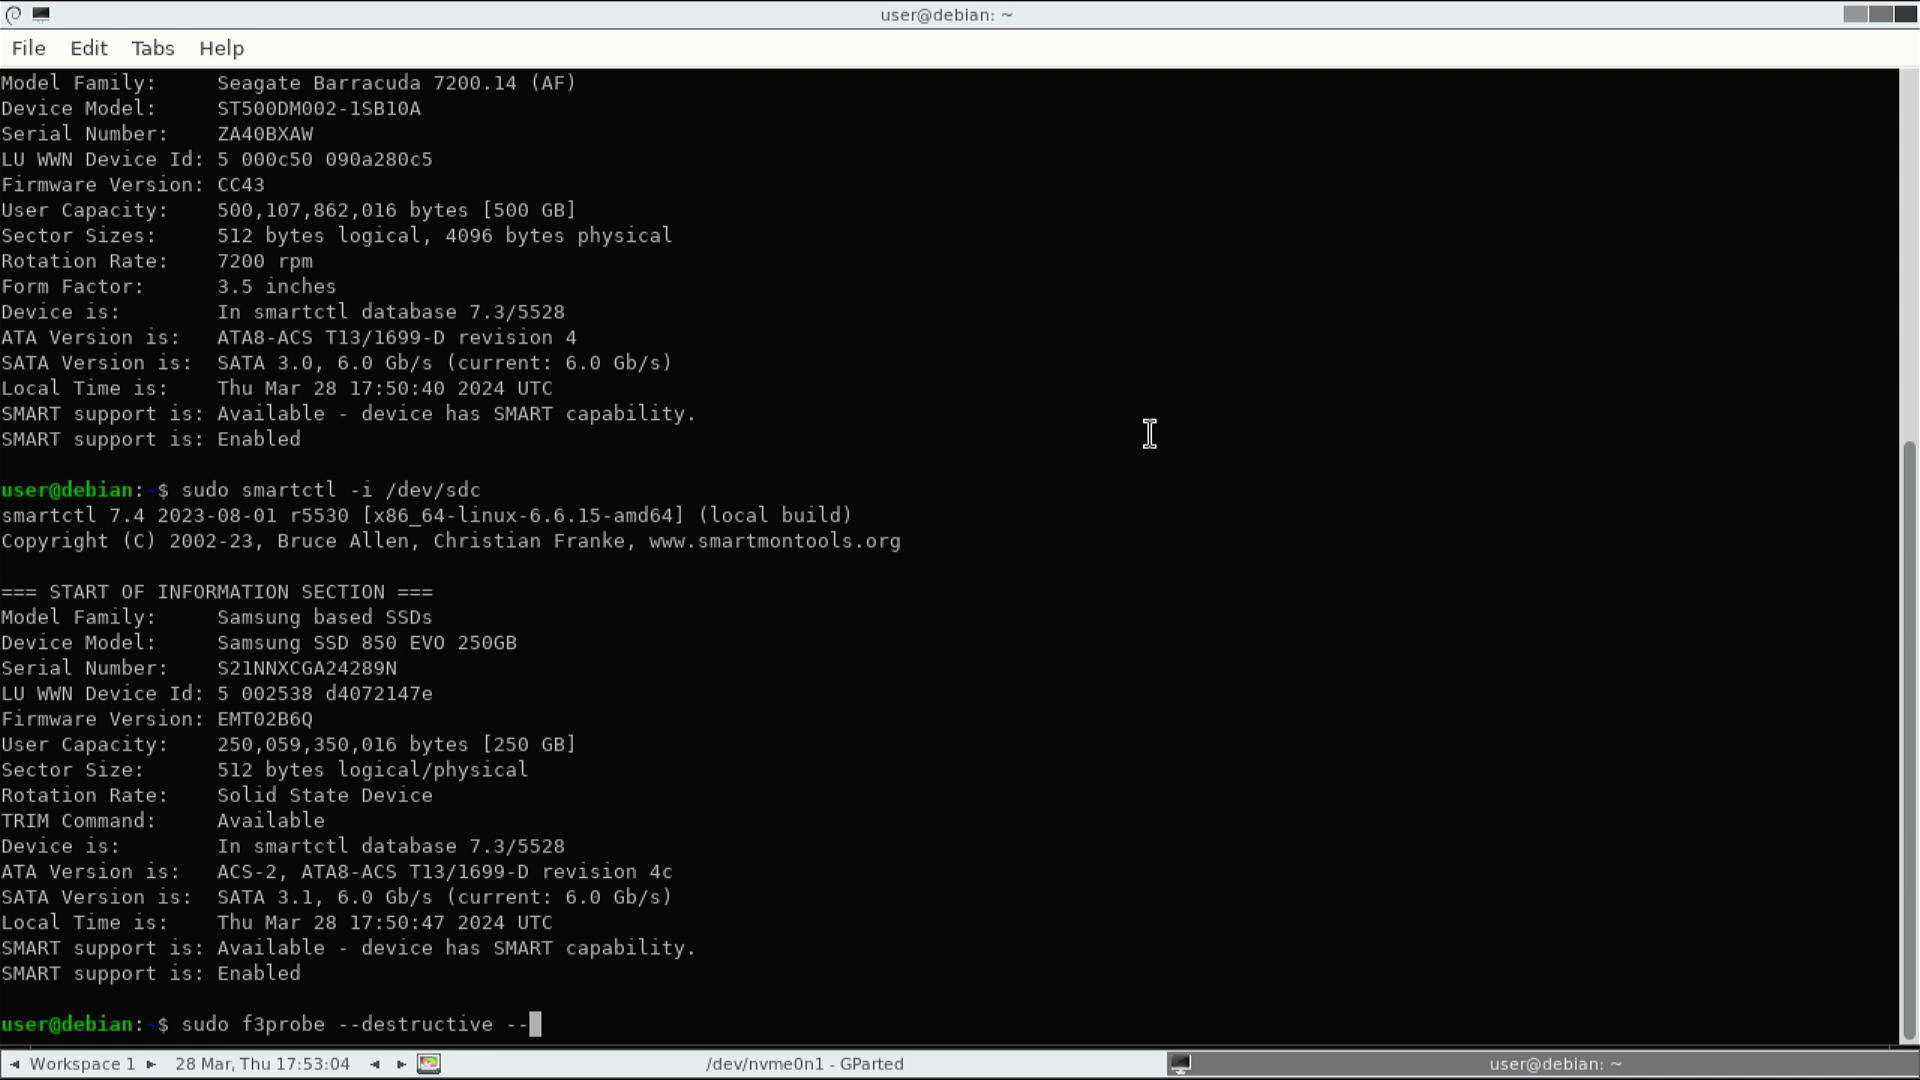 user@debian: ~
File Edit Tabs Help
Model Family:     Seagate Barracuda 7200.14 (AF)
Device Model:     ST500DM002-1SB10A
Serial Number:    ZA40BXAW
LU WWN Device Id: 5 000c50 090a280c5
Firmware Version: CC43
User Capacity:    500,107,862,016 bytes [500 GB]
Sector Sizes:     512 bytes logical, 4096 bytes physical
Rotation Rate:    7200 rpm
Form Factor:      3.5 inches
Device is:        In smartctl database 7.3/5528
ATA Version is:   ATA8-ACS T13/1699-D revision 4
SATA Version is:  SATA 3.0, 6.0 Gb/s (current: 6.0 Gb/s)
Local Time is:    Thu Mar 28 17:50:40 2024 UTC
SMART support is: Available - device has SMART capability.
SMART support is: Enabled
user@debian:~$ sudo smartctl -i /dev/sdc
smartctl 7.4 2023-08-01 r5530 [x86_64-linux-6.6.15-amd64] (local build)
Copyright (C) 2002-23, Bruce Allen, Christian Franke, www.smartmontools.org
=== START OF INFORMATION SECTION ===
Model Family:     Samsung based SSDs
Device Model:     Samsung SSD 850 EVO 250GB
Serial Number:    S21NNXCGA24289N
LU WWN Device Id: 5 002538 d4072147e
Firmware Version: EMT02B6Q
User Capacity:    250,059,350,016 bytes [250 GB]
Sector Size:      512 bytes logical/physical
Rotation Rate:    Solid State Device
TRIM Command:     Available
Device is:        In smartctl database 7.3/5528
ATA Version is:   ACS-2, ATA8-ACS T13/1699-D revision 4c
SATA Version is:  SATA 3.1, 6.0 Gb/s (current: 6.0 Gb/s)
Local Time is:    Thu Mar 28 17:50:47 2024 UTC
SMART support is: Available - device has SMART capability.
SMART support is: Enabled
user@debian:~$ sudo f3probe --destructive --
Workspace 1 28 Mar, Thu 17:53:04 /dev/nvme0n1 - GParted user@debian: ~